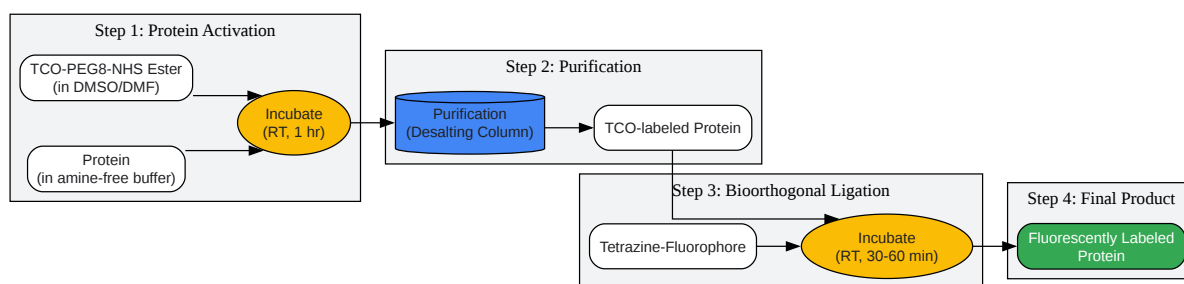 Step 1: Protein Activation
TCO-PEG8-NHS Ester
(in DMSO/DMF)
Protein
(in amine-free buffer)
Incubate
(RT, 1 hr)
Step 2: Purification
Purification
(Desalting Column)
TCO-labeled Protein
Step 3: Bioorthogonal Ligation
Tetrazine-Fluorophore
Incubate
(RT, 30-60 min)
Step 4: Final Product
Fluorescently Labeled
Protein